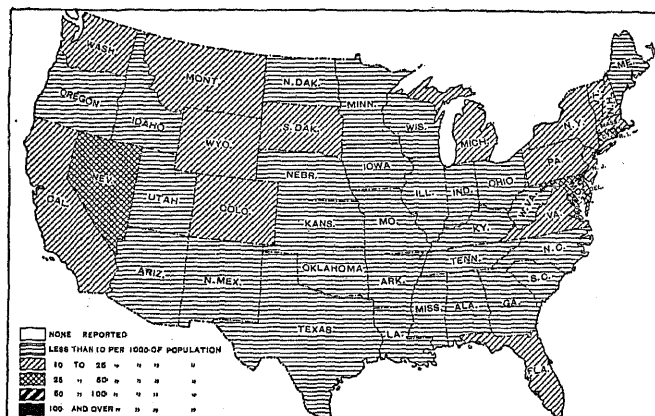 WASH.
MONT.
N.DAK.
MINN.
ME.
OREGON
IDAHO
WYO.
S.DAK.
WIS.
MICH.
N.Y.
NEV.
UTAH
COLO.
NEBR.
IOWA
ILL.
IND.
OHIO
PA.
CAL.
KANS.
MO.
KY.
W.VA.
VA.
ARIZ.
N.MEX.
OKLAHOMA
ARK.
TENN.
N.C.
S.C.
TEXAS
LA.
MISS.
ALA.
GA.
FLA.
NONE REPORTED
LESS THAN 10 PER 1000 OF POPULATION
10 TO 25 " " " "
25 " 50 " " " "
50 " 100 " " " "
100 AND OVER " " " "